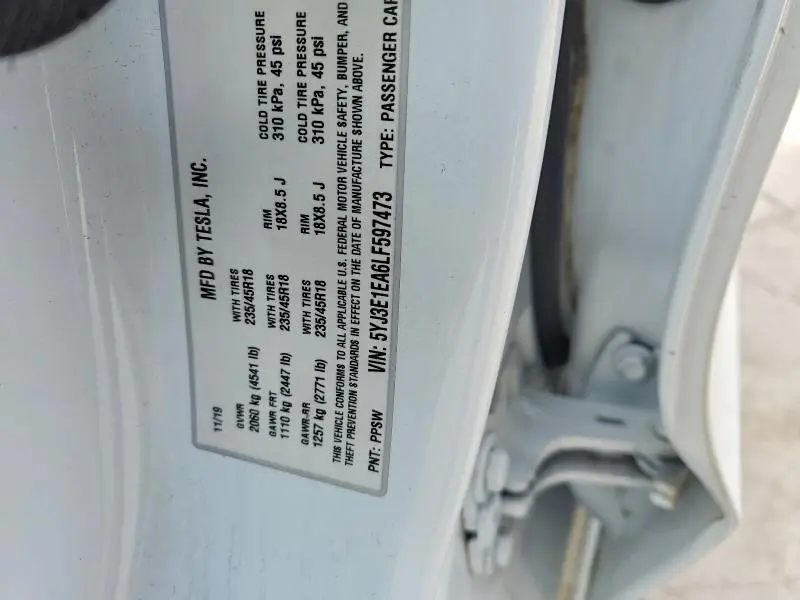 MFD BY TESLA, INC.
11/19
GVWR WITH TIRES
2060 kg (4541 lb) 235/45R18
GAWR FRT WITH TIRES RIM COLD TIRE PRESSURE
1110 kg (2447 lb) 235/45R18 18X8.5 J 310 kPa, 45 psi
GAWR-RR WITH TIRES RIM COLD TIRE PRESSURE
1257 kg (2771 lb) 235/45R18 18X8.5 J 310 kPa, 45 psi
THIS VEHICLE CONFORMS TO ALL APPLICABLE U.S. FEDERAL MOTOR VEHICLE SAFETY, BUMPER, AND
THEFT PREVENTION STANDARDS IN EFFECT ON THE DATE OF MANUFACTURE SHOWN ABOVE.
PNT: PPSW VIN: 5YJ3E1EA6LF597473 TYPE: PASSENGER CAR